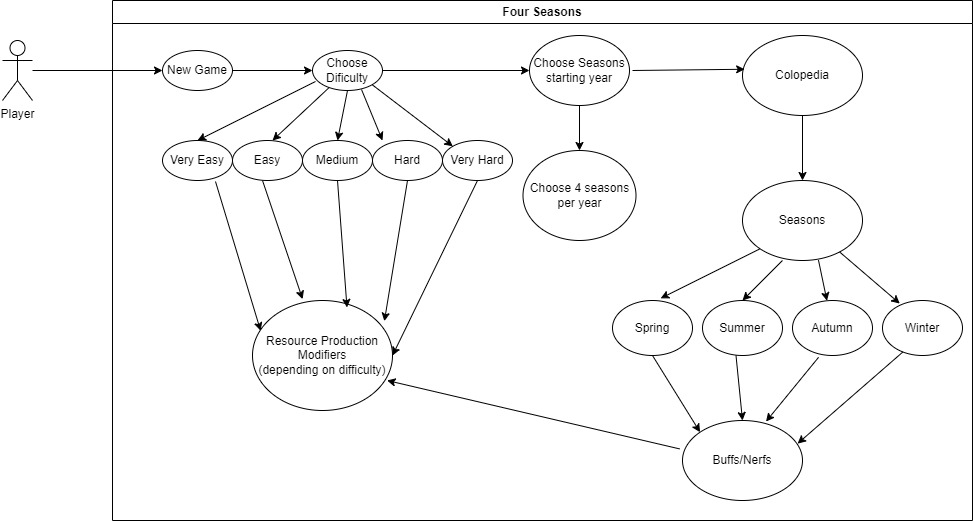 Four Seasons
Player
New Game
Choose
Dificulty
Choose Seasons
starting year
Colopedia
Very Easy
Easy
Medium
Hard
Very Hard
Choose 4 seasons
per year
Seasons
Spring
Summer
Autumn
Winter
Resource Production
Modifiers
(depending on difficulty)
Buffs/Nerfs